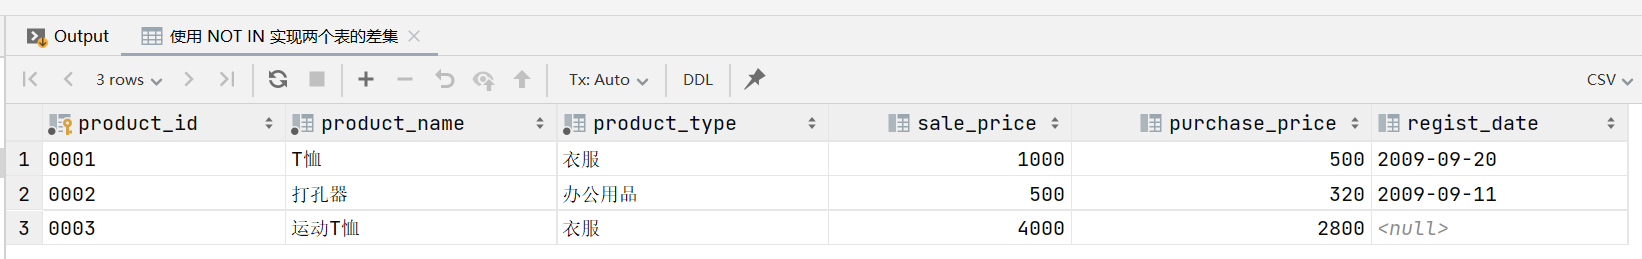 Output 使用 NOT IN 实现两个表的差集
3 rows Tx: Auto DDL CSV
product_id product_name product_type sale_price purchase_price regist_date
1 0001 T恤 衣服 1000 500 2009-09-20
2 0002 打孔器 办公用品 500 320 2009-09-11
3 0003 运动T恤 衣服 4000 2800 <null>